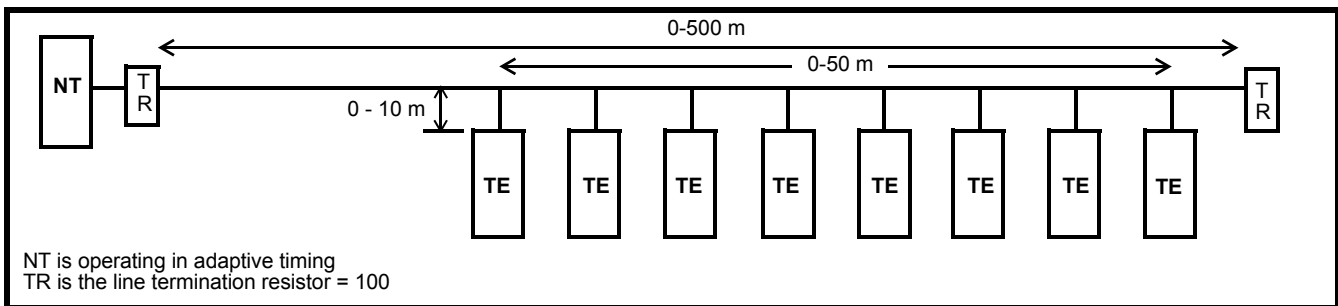 0-500 m
0-50 m
NT
T
R
T
R
0 - 10 m
TE TE TE TE TE TE TE TE
NT is operating in adaptive timing
TR is the line termination resistor = 100